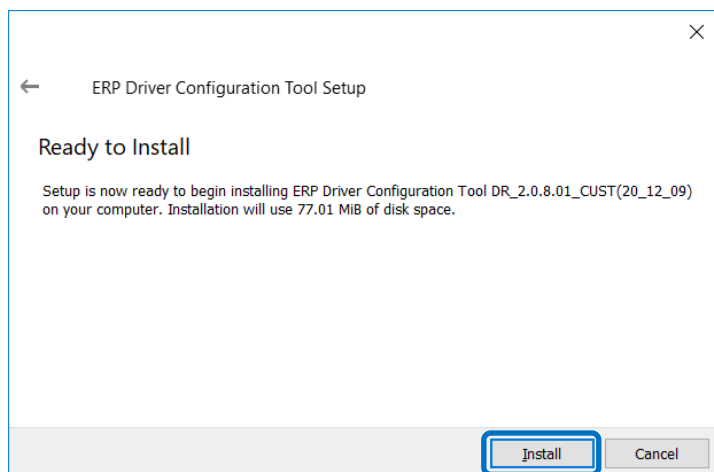 ERP Driver Configuration Tool Setup
Ready to Install
Setup is now ready to begin installing ERP Driver Configuration Tool DR_2.0.8.01_CUST(20_12_09)
on your computer. Installation will use 77.01 MiB of disk space.
Install
Cancel